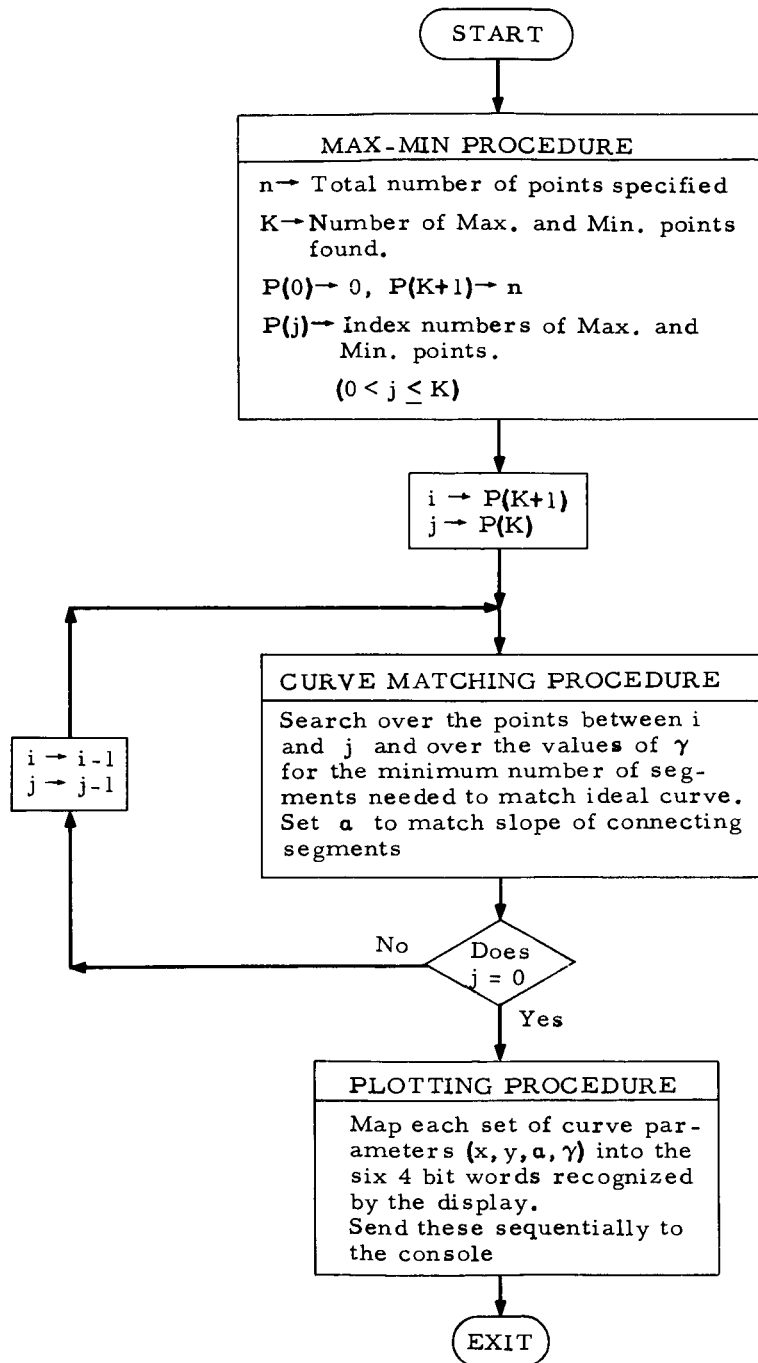 START
MAX-MIN PROCEDURE
n→ Total number of points specified
K→Number of Max. and Min. points
found.
P(0)→ 0, P(K+1)→ n
P(j)→ Index numbers of Max. and
Min. points.
(0 < j ≤ K)
i → P(K+1)
j → P(K)
CURVE MATCHING PROCEDURE
Search over the points between i
and j and over the values of γ
for the minimum number of seg-
ments needed to match ideal curve.
Set α to match slope of connecting
segments
i → i-1
j → j-1
No
Does
j = 0
Yes
PLOTTING PROCEDURE
Map each set of curve par-
ameters (x, y, α, γ) into the
six 4 bit words recognized
by the display.
Send these sequentially to
the console
EXIT